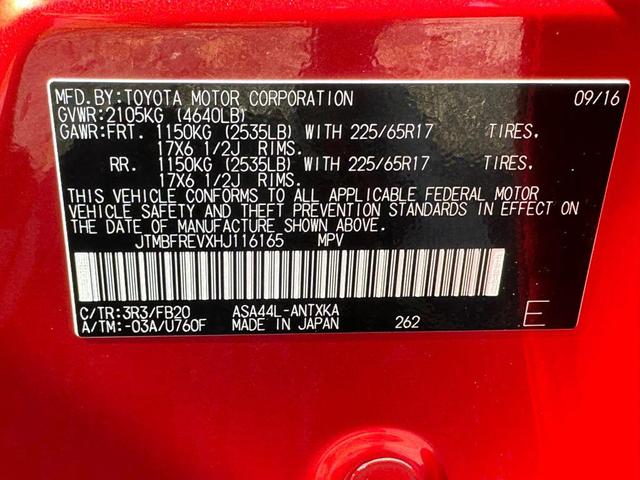 MFD.BY:TOYOTA MOTOR CORPORATION 09/16
GVWR:2105KG (4640LB)
GAWR:FRT. 1150KG (2535LB) WITH 225/65R17 TIRES.
17X6 1/2J RIMS.
RR. 1150KG (2535LB) WITH 225/65R17 TIRES.
17X6 1/2J RIMS.
THIS VEHICLE CONFORMS TO ALL APPLICABLE FEDERAL MOTOR
VEHICLE SAFETY AND THEFT PREVENTION STANDARDS IN EFFECT ON
THE DATE OF MANUFACTURE SHOWN ABOVE.
JTMBFREVXHJ116165 MPV
C/TR:3R3/FB20 ASA44L-ANTXKA
A/TM:-03A/U760F MADE IN JAPAN 262 E